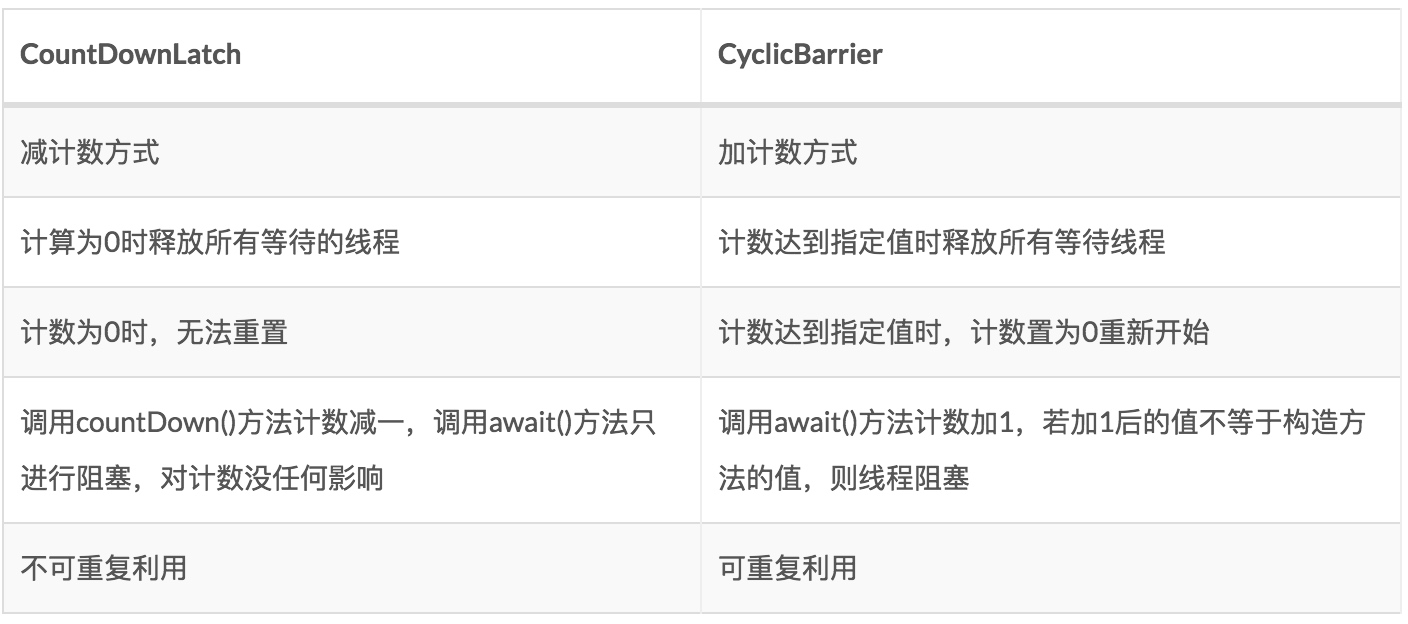 CountDownLatch
CyclicBarrier
减计数方式
加计数方式
计算为0时释放所有等待的线程
计数达到指定值时释放所有等待线程
计数为0时，无法重置
计数达到指定值时，计数置为0重新开始
调用countDown()方法计数减一，调用await()方法只
进行阻塞，对计数没任何影响
调用await()方法计数加1，若加1后的值不等于构造方
法的值，则线程阻塞
不可重复利用
可重复利用